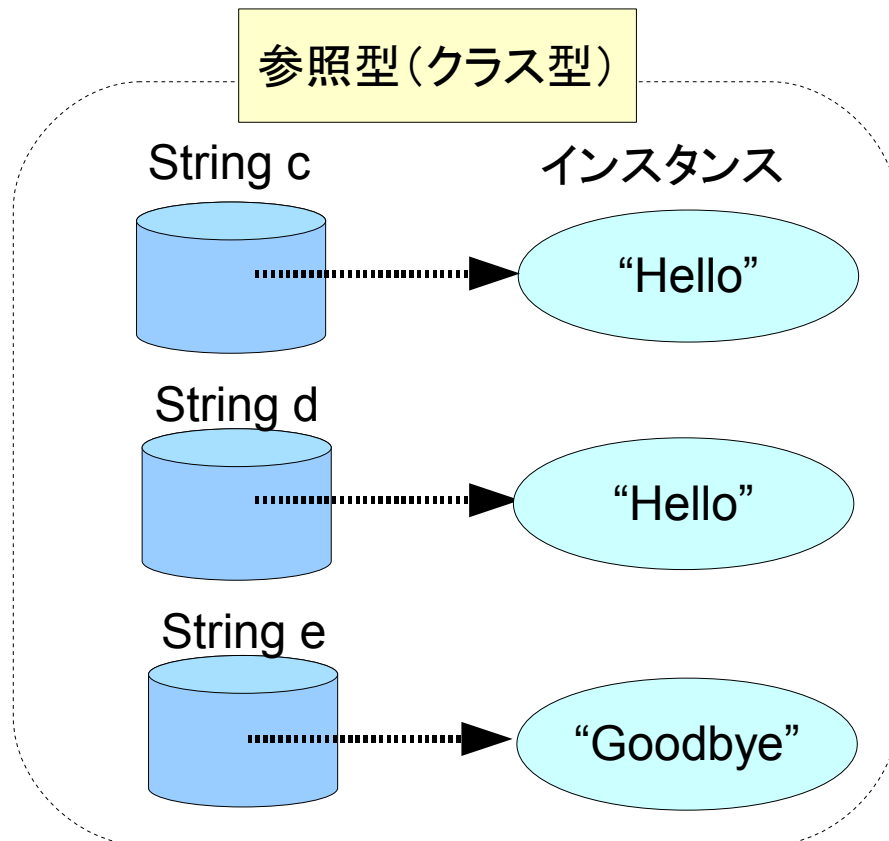 参照型(クラス型)
String c
インスタンス
“Hello”
String d
“Hello”
String e
“Goodbye”